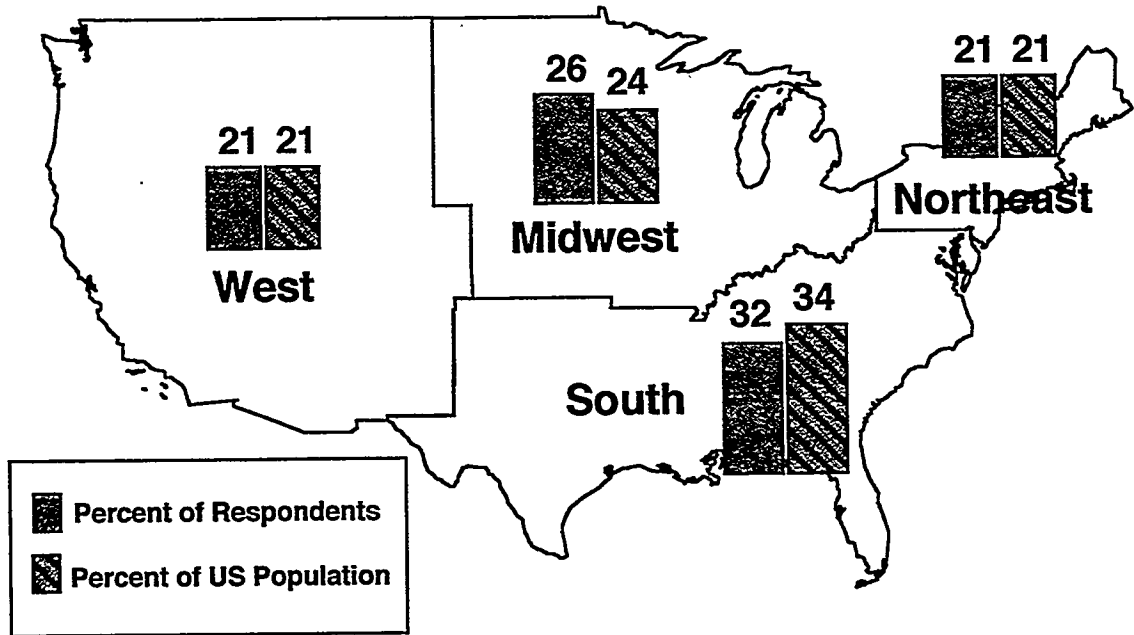 21 21
West
26 24
Midwest
21 21
Northeast
32 34
South
Percent of Respondents
Percent of US Population